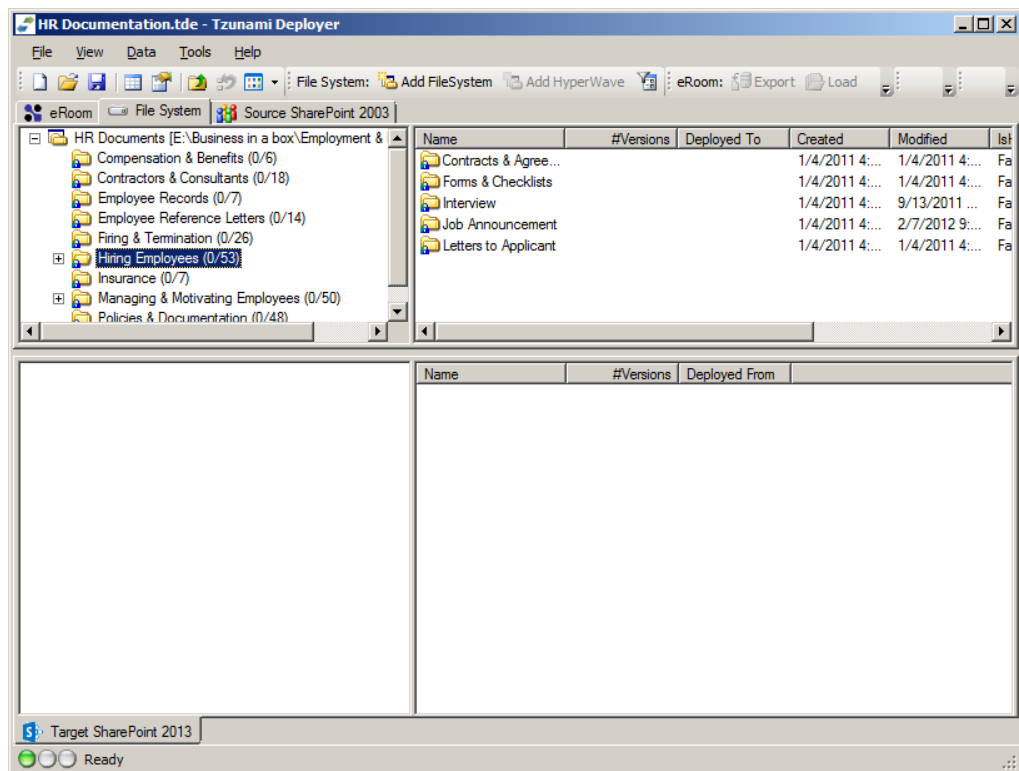 HR Documentation.tde - Tzunami Deployer
File View Data Tools Help
File System: Add FileSystem Add HyperWave eRoom: Export Load
eRoom File System Source SharePoint 2003
HR Documents [E:\Business in a box\Employment &
Compensation & Benefits (0/6)
Contractors & Consultants (0/18)
Employee Records (0/7)
Employee Reference Letters (0/14)
Firing & Termination (0/26)
Hiring Employees (0/53)
Insurance (0/7)
Managing & Motivating Employees (0/50)
Policies & Documentation (0/48)
Name #Versions Deployed To Created Modified IsH
Contracts & Agree... 1/4/2011 4:... 1/4/2011 4:... Fa
Forms & Checklists 1/4/2011 4:... 1/4/2011 4:... Fa
Interview 1/4/2011 4:... 9/13/2011 ... Fa
Job Announcement 1/4/2011 4:... 2/7/2012 9:... Fa
Letters to Applicant 1/4/2011 4:... 1/4/2011 4:... Fa
Name #Versions Deployed From
Target SharePoint 2013
Ready